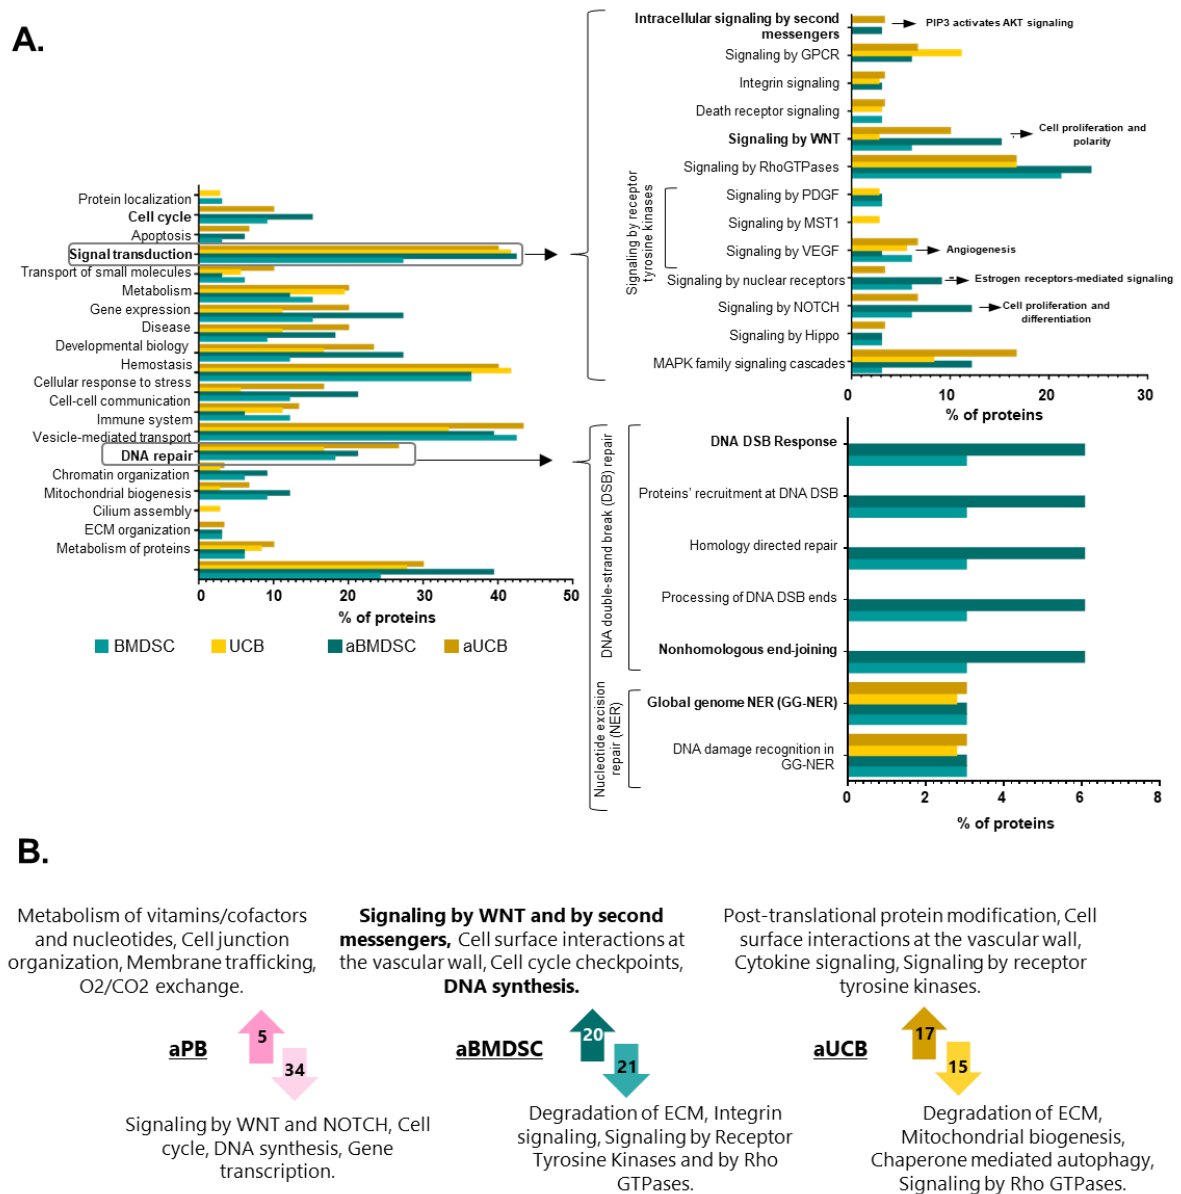 A.
Protein localization
Cell cycle
Apoptosis
Signal transduction
Transport of small molecules
Metabolism
Gene expression
Disease
Developmental biology
Hemostasis
Cellular response to stress
Cell-cell communication
Immune system
Vesicle-mediated transport
DNA repair
Chromatin organization
Mitochondrial biogenesis
Cilium assembly
ECM organization
Metabolism of proteins
0 10 20 30 40 50
% of proteins
BMDSC UCB aBMDSC aUCB
Intracellular signaling by second
messengers
PIP3 activates AKT signaling
Signaling by GPCR
Integrin signaling
Death receptor signaling
Signaling by WNT
Cell proliferation and
polarity
Signaling by RhoGTPases
Signaling by receptor
tyrosine kinases
Signaling by PDGF
Signaling by MST1
Signaling by VEGF
Angiogenesis
Signaling by nuclear receptors
Estrogen receptors-mediated signaling
Signaling by NOTCH
Cell proliferation and
differentiation
Signaling by Hippo
MAPK family signaling cascades
0 10 20 30
% of proteins
DNA double-strand break (DSB) repair
DNA DSB Response
Proteins' recruitment at DNA DSB
Homology directed repair
Processing of DNA DSB ends
Nonhomologous end-joining
Nucleotide excision
repair (NER)
Global genome NER (GG-NER)
DNA damage recognition in
GG-NER
0 2 4 6 8
% of proteins
B.
Metabolism of vitamins/cofactors
and nucleotides, Cell junction
organization, Membrane trafficking,
O2/CO2 exchange.
aPB
5
34
Signaling by WNT and NOTCH, Cell
cycle, DNA synthesis, Gene
transcription.
Signaling by WNT and by second
messengers, Cell surface interactions at
the vascular wall, Cell cycle checkpoints,
DNA synthesis.
aBMDSC
20
21
Degradation of ECM, Integrin
signaling, Signaling by Receptor
Tyrosine Kinases and by Rho
GTPases.
Post-translational protein modification, Cell
surface interactions at the vascular wall,
Cytokine signaling, Signaling by receptor
tyrosine kinases.
aUCB
17
15
Degradation of ECM,
Mitochondrial biogenesis,
Chaperone mediated autophagy,
Signaling by Rho GTPases.